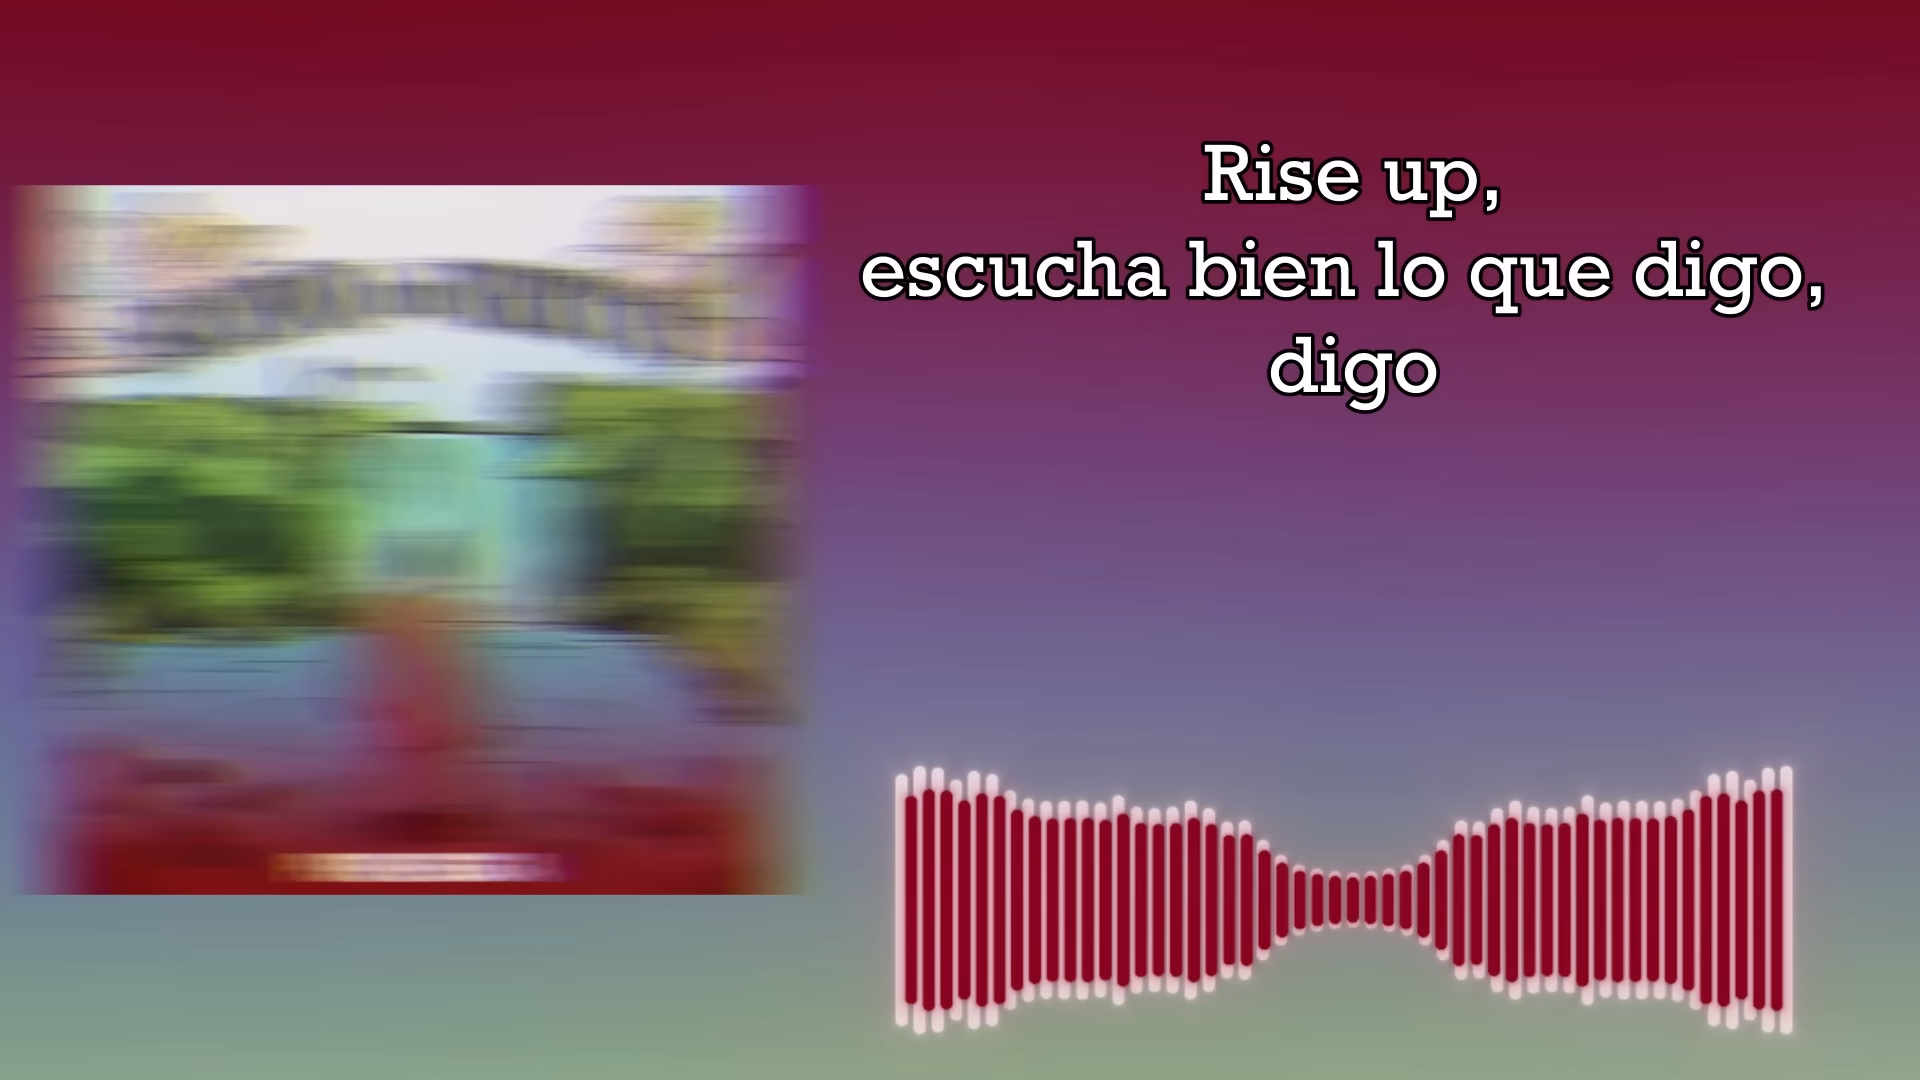 Rise up,
escucha bien lo que digo,
digo